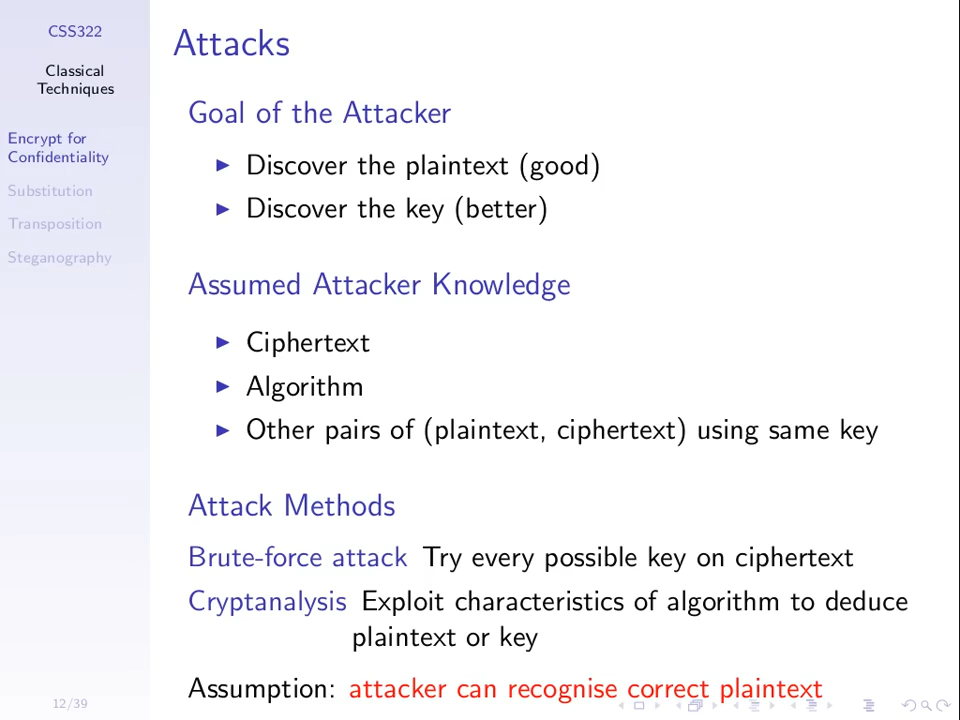 CSS322
Classical
Techniques
Encrypt for
Confidentiality
Substitution
Transposition
Steganography
12/39
Attacks
Goal of the Attacker
Discover the plaintext (good)
Discover the key (better)
Assumed Attacker Knowledge
Ciphertext
Algorithm
Other pairs of (plaintext, ciphertext) using same key
Attack Methods
Brute-force attack Try every possible key on ciphertext
Cryptanalysis Exploit characteristics of algorithm to deduce
plaintext or key
Assumption: attacker can recognise correct plaintext